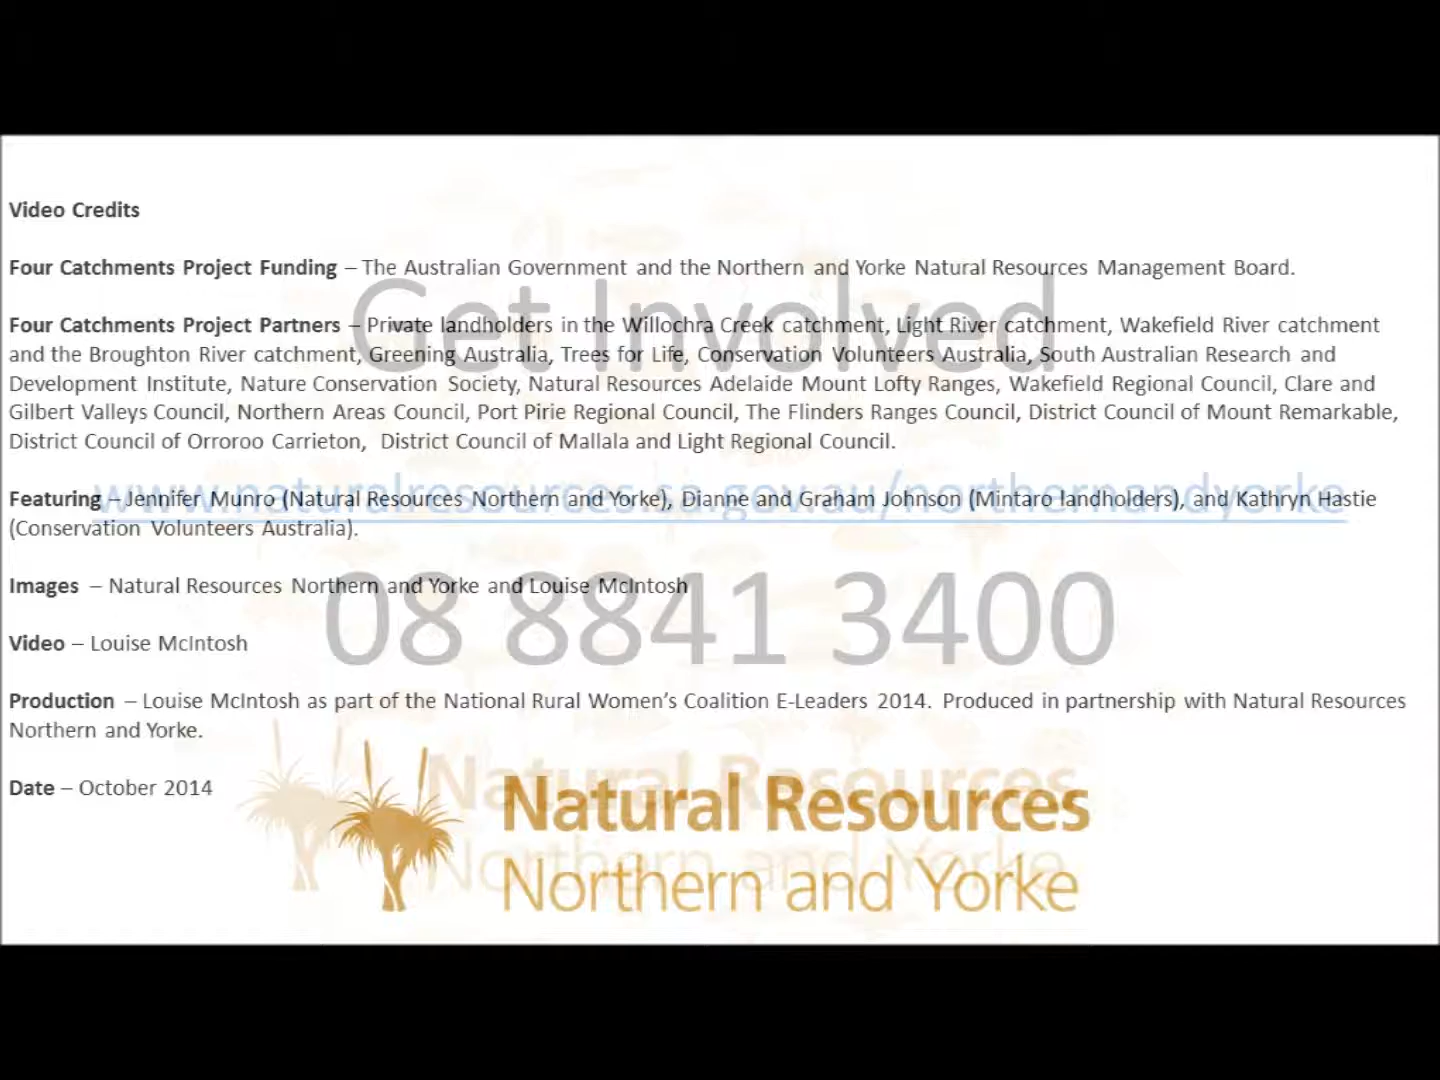 Video Credits
Four Catchments Project Funding – The Australian Government and the Northern and Yorke Natural Resources Management Board.
Get Involved
Four Catchments Project Partners – Private landholders in the Willochra Creek catchment, Light River catchment, Wakefield River catchment
and the Broughton River catchment, Greening Australia, Trees for Life, Conservation Volunteers Australia, South Australian Research and
Development Institute, Nature Conservation Society, Natural Resources Adelaide Mount Lofty Ranges, Wakefield Regional Council, Clare and
Gilbert Valleys Council, Northern Areas Council, Port Pirie Regional Council, The Flinders Ranges Council, District Council of Mount Remarkable,
District Council of Orroroo Carrieton, District Council of Mallala and Light Regional Council.
www.naturalresources.sa.gov.au/northernandyorke
Featuring – Jennifer Munro (Natural Resources Northern and Yorke), Dianne and Graham Johnson (Mintaro landholders), and Kathryn Hastie
(Conservation Volunteers Australia).
Images – Natural Resources Northern and Yorke and Louise McIntosh
08 8841 3400
Video – Louise McIntosh
Production – Louise McIntosh as part of the National Rural Women's Coalition E-Leaders 2014. Produced in partnership with Natural Resources
Northern and Yorke.
Date – October 2014
Natural Resources
Northern and Yorke
Natural Resources
Northern and Yorke